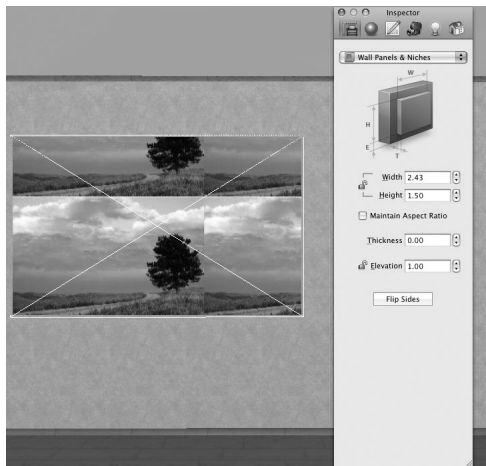 Inspector
Wall Panels & Niches
W
H
E
T
Width 2.43
Height 1.50
Maintain Aspect Ratio
Thickness 0.00
Elevation 1.00
Flip Sides